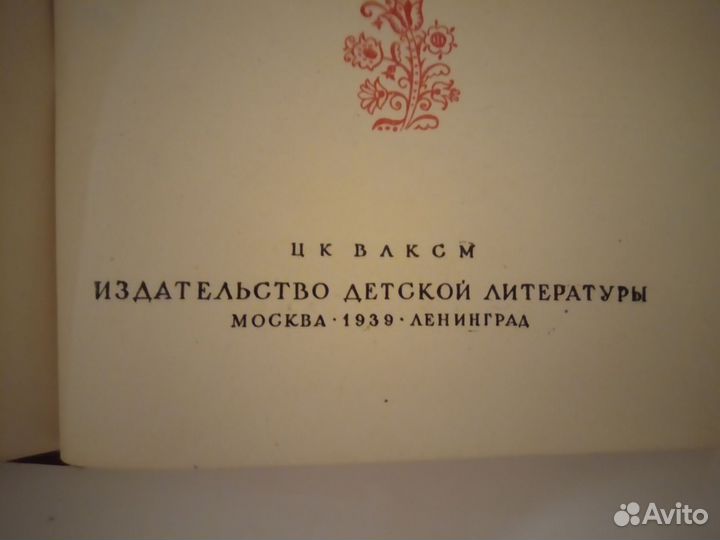 ЦК ВЛКСМ
ИЗДАТЕЛЬСТВО ДЕТСКОЙ ЛИТЕРАТУРЫ
МОСКВА · 1939 · ЛЕНИНГРАД
Avito